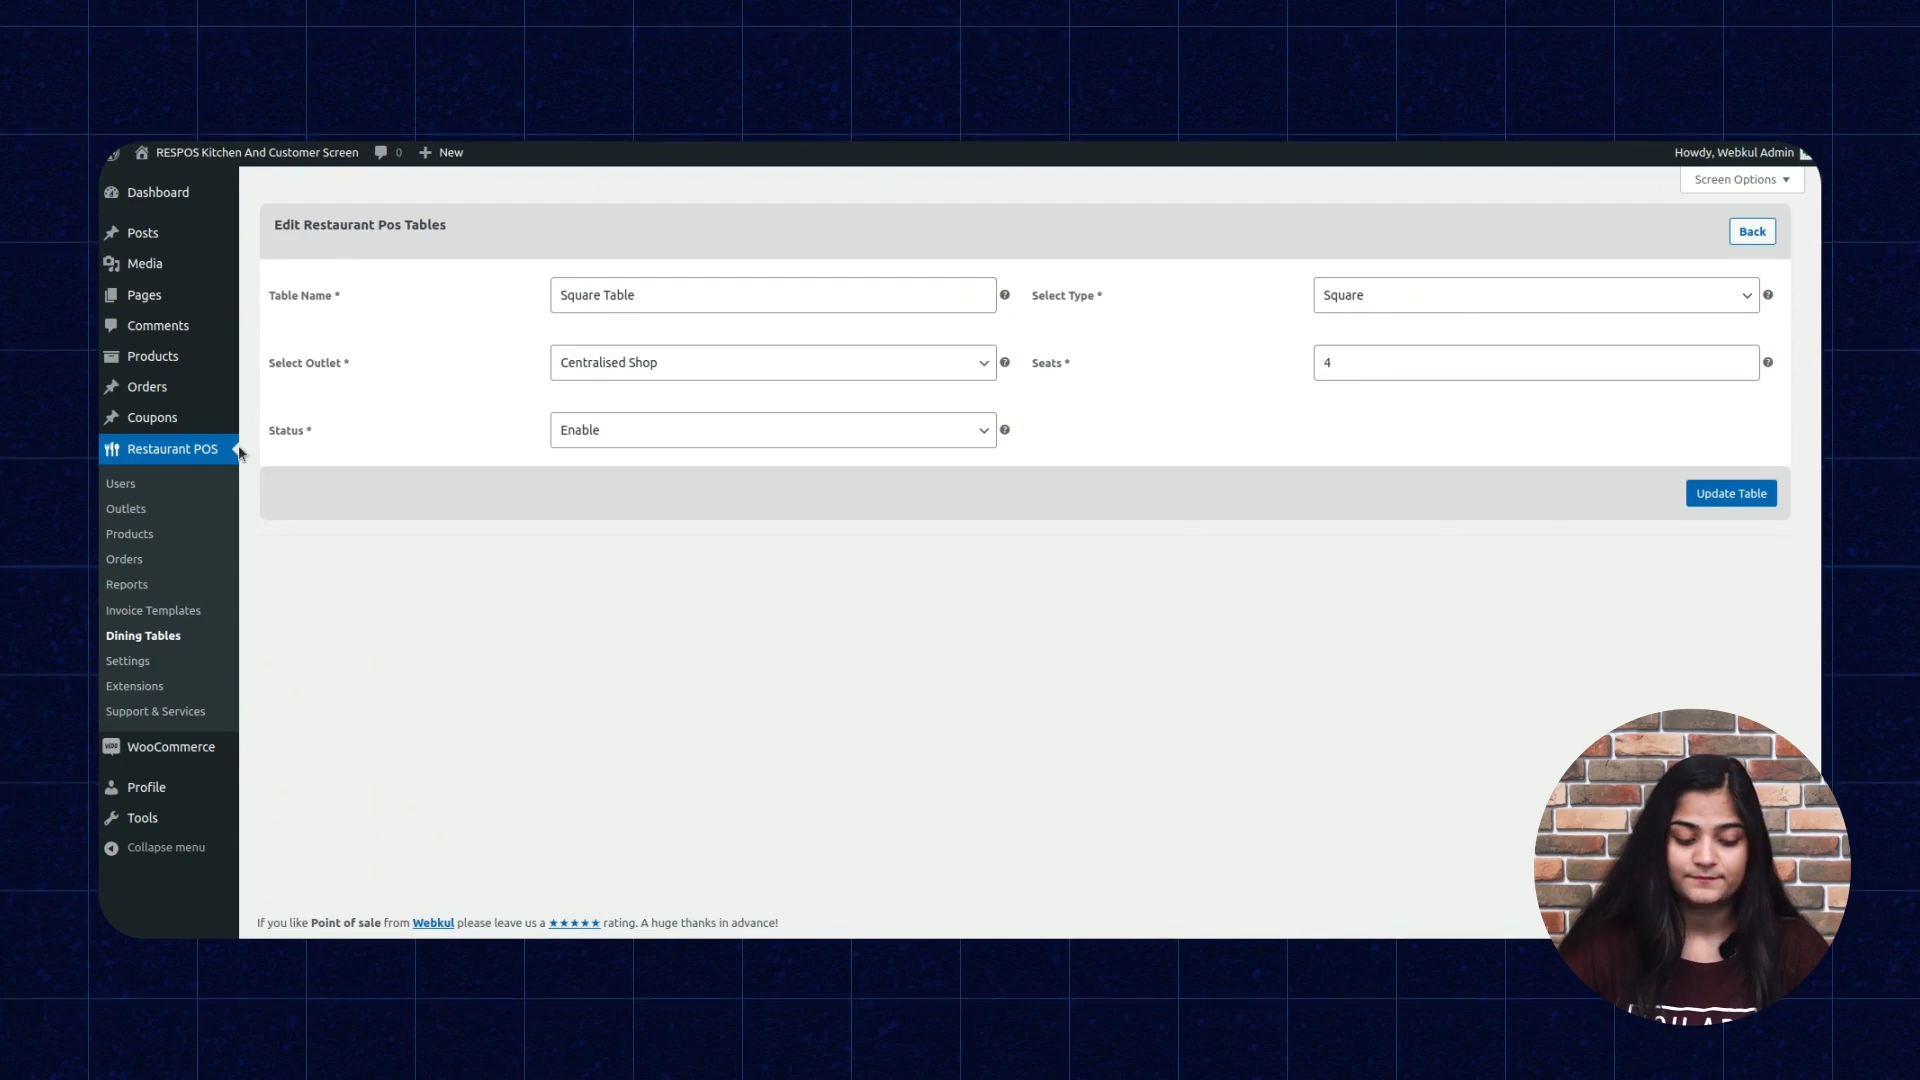 RESPOS Kitchen And Customer Screen 0 New
Howdy, Webkul Admin
Screen Options
Dashboard
Posts
Media
Pages
Comments
Products
Orders
Coupons
Restaurant POS
Users
Outlets
Products
Orders
Reports
Invoice Templates
Dining Tables
Settings
Extensions
Support & Services
WooCommerce
Profile
Tools
Collapse menu
Edit Restaurant Pos Tables
Back
Table Name * Square Table
Select Type * Square
Select Outlet * Centralised Shop
Seats * 4
Status * Enable
Update Table
If you like Point of sale from Webkul please leave us a ★★★★★ rating. A huge thanks in advance!